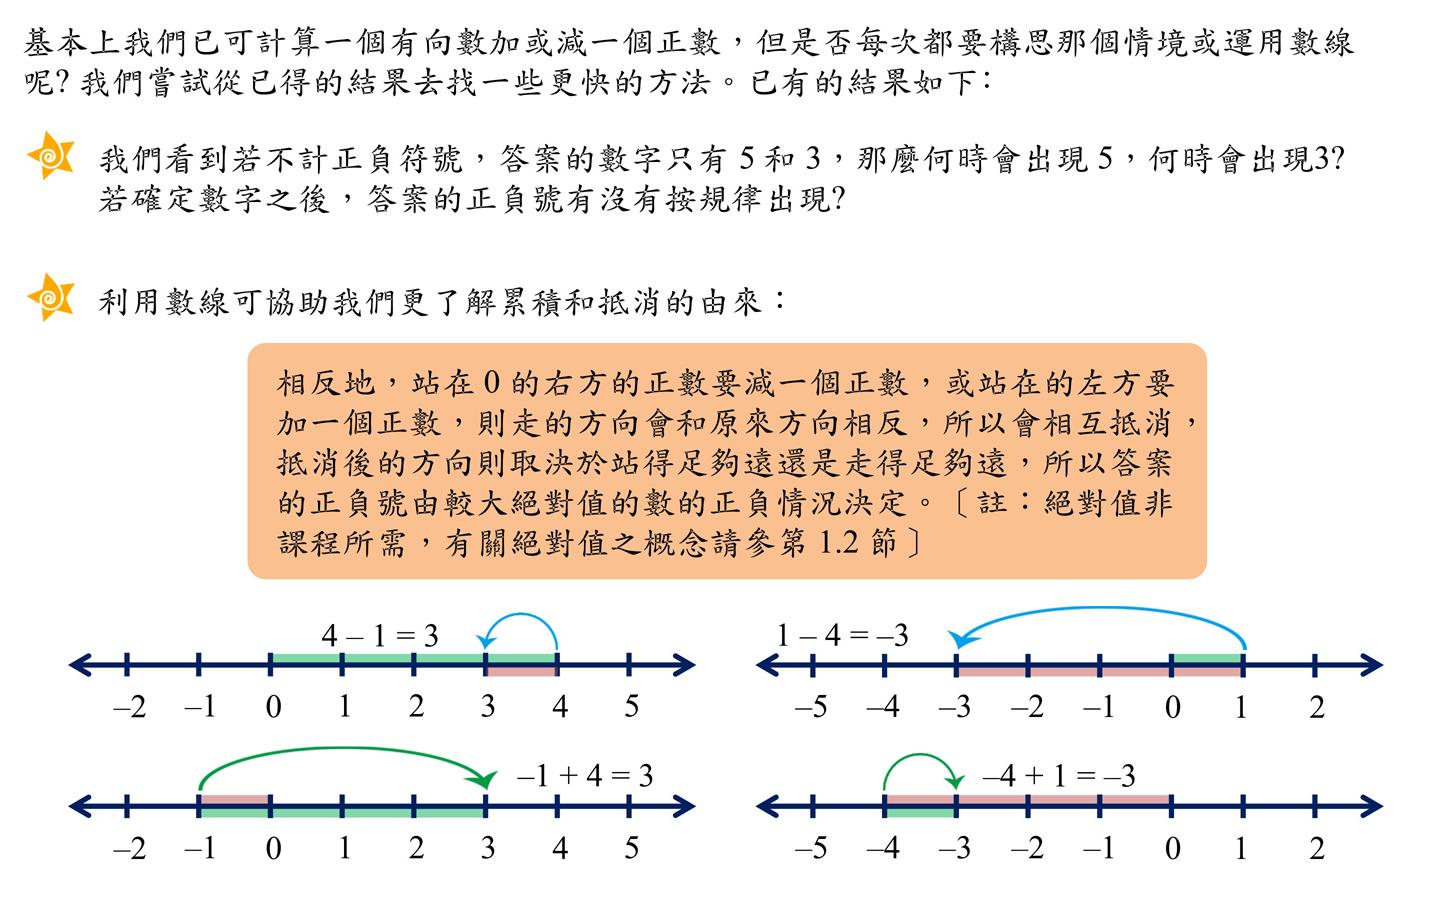 基本上我們已可計算一個有向數加或減一個正數，但是否每次都要構思那個情境或運用數線
呢? 我們嘗試從已得的結果去找一些更快的方法。已有的結果如下：
我們看到若不計正負符號，答案的數字只有 5 和 3，那麼何時會出現 5，何時會出現3?
若確定數字之後，答案的正負號有沒有按規律出現?
利用數線可協助我們更了解累積和抵消的由來：
相反地，站在 0 的右方的正數要減一個正數，或站在的左方要
加一個正數，則走的方向會和原來方向相反，所以會相互抵消，
抵消後的方向則取決於站得足夠遠還是走得足夠遠，所以答案
的正負號由較大絕對值的數的正負情況決定。〔註：絕對值非
課程所需，有關絕對值之概念請參第 1.2 節〕
4 – 1 = 3
–2 –1 0 1 2 3 4 5
1 – 4 = –3
–5 –4 –3 –2 –1 0 1 2
–1 + 4 = 3
–2 –1 0 1 2 3 4 5
–4 + 1 = –3
–5 –4 –3 –2 –1 0 1 2